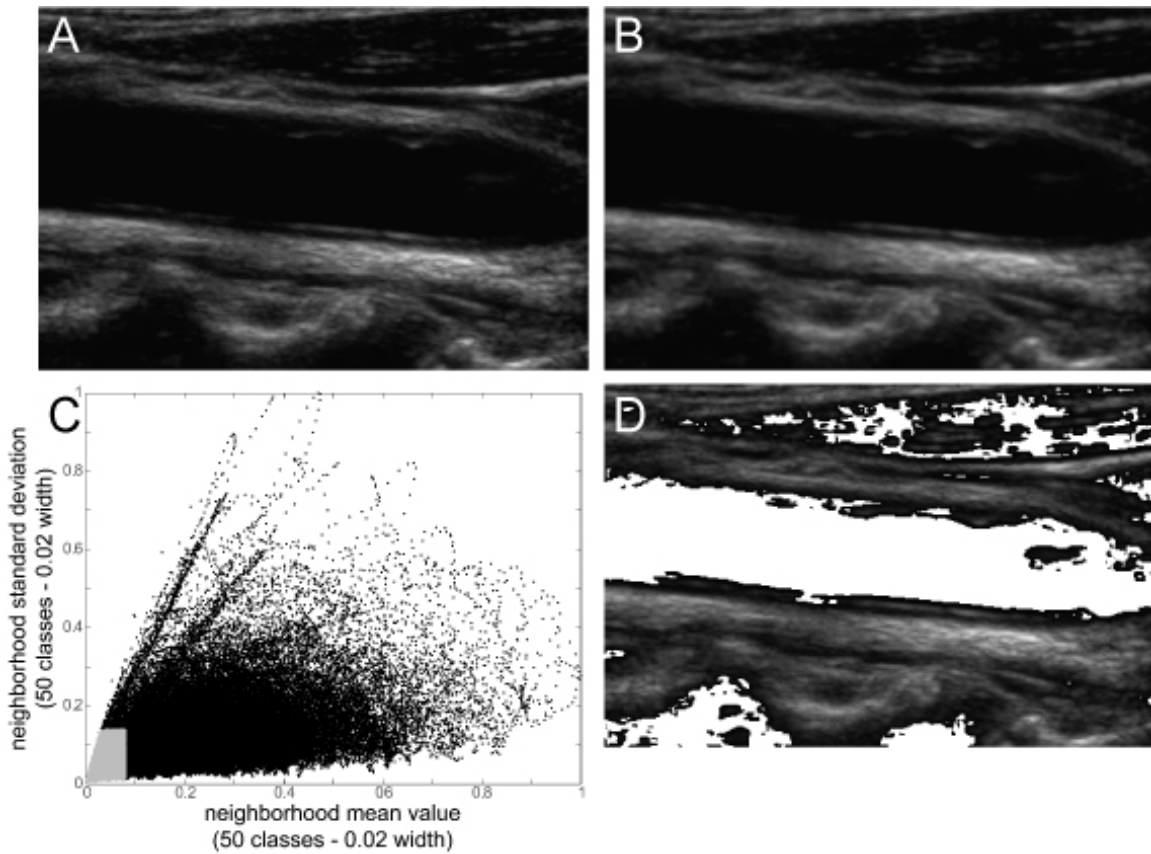 A
B
C
1
0.8
0.6
0.4
0.2
0
neighborhood standard deviation
(50 classes - 0.02 width)
0
0.2
0.4
0.6
0.8
1
neighborhood mean value
(50 classes - 0.02 width)
D